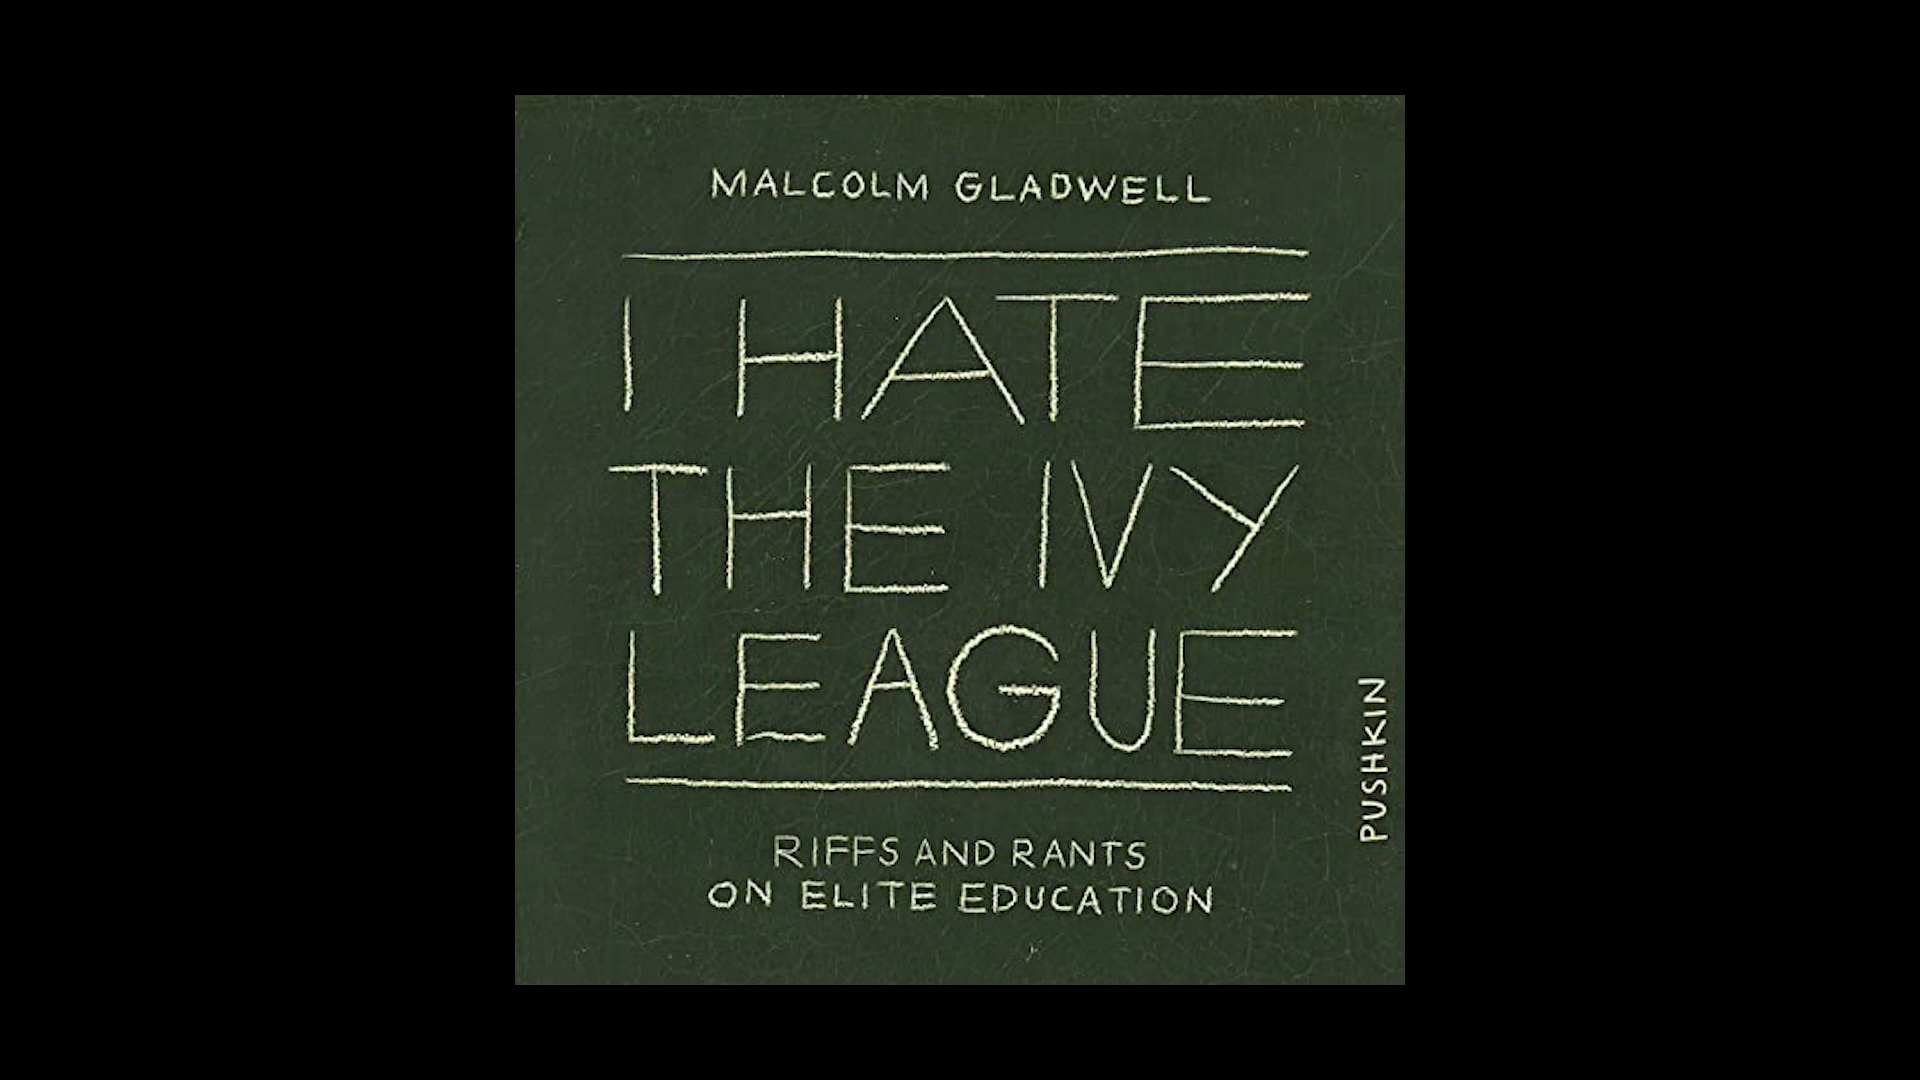 MALCOLM GLADWELL
I HATE
THE IVY
LEAGUE
RIFFS AND RANTS
ON ELITE EDUCATION
PUSHKIN